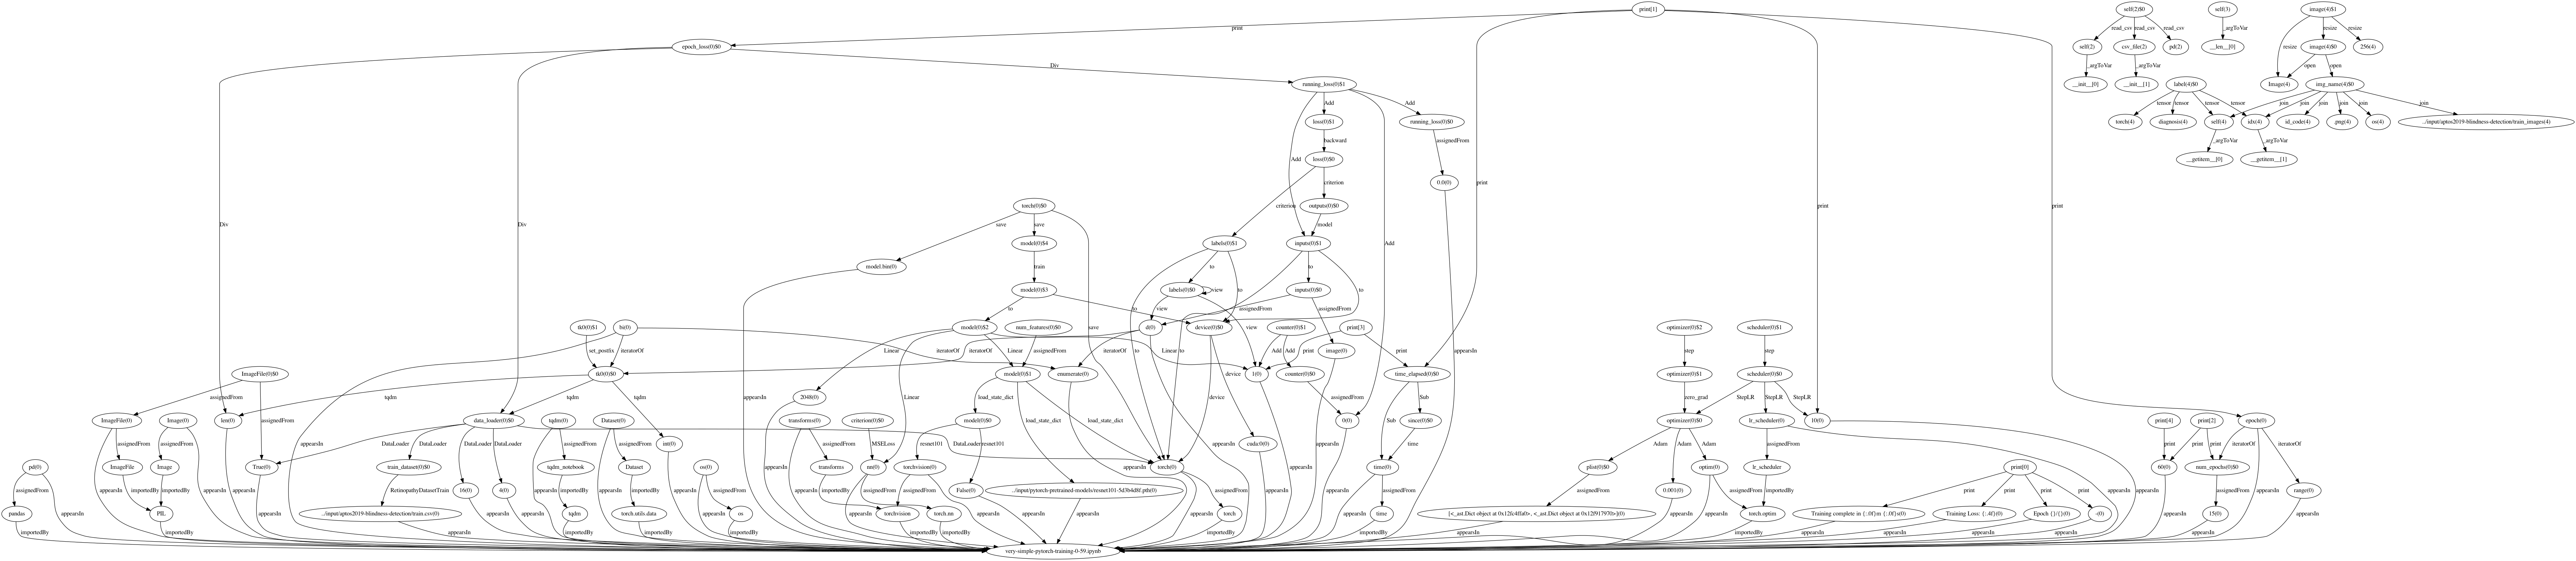 print[1]
self(2)$0
self(3)
image(4)$1
print
read_csv
read_csv
read_csv
_argToVar
resize
resize
resize
epoch_loss(0)$0
self(2)
csv_file(2)
pd(2)
__len__[0]
image(4)$0
256(4)
Div
_argToVar
_argToVar
open
open
running_loss(0)$1
__init__[0]
__init__[1]
label(4)$0
Image(4)
img_name(4)$0
Add
Add
tensor
tensor
tensor
tensor
join
join
join
join
join
join
loss(0)$1
running_loss(0)$0
torch(4)
diagnosis(4)
self(4)
idx(4)
id_code(4)
.png(4)
os(4)
../input/aptos2019-blindness-detection/train_images(4)
backward
assignedFrom
_argToVar
_argToVar
Add
loss(0)$0
__getitem__[0]
__getitem__[1]
criterion
criterion
0.0(0)
print
torch(0)$0
outputs(0)$0
print
print
Div
Div
save
save
model
model(0)$4
labels(0)$1
inputs(0)$1
Add
model.bin(0)
train
to
to
model(0)$3
labels(0)$0
view
inputs(0)$0
to
to
to
assignedFrom
assignedFrom
view
view
save
tk0(0)$1
bi(0)
model(0)$2
num_features(0)$0
d(0)
device(0)$0
counter(0)$1
print[3]
optimizer(0)$2
scheduler(0)$1
set_postfix
iteratorOf
iteratorOf
iteratorOf
Linear
Linear
Linear
Linear
assignedFrom
iteratorOf
to
to
Add
Add
print
print
step
step
image(0)
appearsIn
ImageFile(0)$0
tk0(0)$0
model(0)$1
enumerate(0)
1(0)
counter(0)$0
time_elapsed(0)$0
optimizer(0)$1
scheduler(0)$0
assignedFrom
tqdm
tqdm
tqdm
appearsIn
load_state_dict
load_state_dict
load_state_dict
device
device
assignedFrom
Sub
Sub
zero_grad
StepLR
StepLR
StepLR
2048(0)
ImageFile(0)
Image(0)
len(0)
data_loader(0)$0
tqdm(0)
Dataset(0)
transforms(0)
criterion(0)$0
model(0)$0
0(0)
since(0)$0
optimizer(0)$0
lr_scheduler(0)
10(0)
print[4]
print[2]
epoch(0)
assignedFrom
assignedFrom
assignedFrom
DataLoader
DataLoader
DataLoader
DataLoader
DataLoader
assignedFrom
assignedFrom
int(0)
assignedFrom
MSELoss
resnet101
resnet101
cuda:0(0)
time
Adam
Adam
Adam
assignedFrom
print
print
print
iteratorOf
iteratorOf
pd(0)
ImageFile
Image
True(0)
train_dataset(0)$0
tqdm_notebook
Dataset
os(0)
transforms
nn(0)
torchvision(0)
torch(0)
time(0)
plist(0)$0
optim(0)
lr_scheduler
print[0]
60(0)
num_epochs(0)$0
assignedFrom
importedBy
importedBy
RetinopathyDatasetTrain
16(0)
4(0)
importedBy
importedBy
assignedFrom
importedBy
assignedFrom
assignedFrom
False(0)
../input/pytorch-pretrained-models/resnet101-5d3b4d8f.pth(0)
assignedFrom
assignedFrom
assignedFrom
0.001(0)
assignedFrom
importedBy
print
print
print
print
assignedFrom
range(0)
pandas
PIL
../input/aptos2019-blindness-detection/train.csv(0)
tqdm
torch.utils.data
os
torchvision
torch.nn
torch
time
torch.optim
Training complete in {:.0f}m {:.0f}s(0)
Training Loss: {:.4f}(0)
Epoch {}/{}(0)
-(0)
15(0)
importedBy
appearsIn
appearsIn
importedBy
appearsIn
appearsIn
appearsIn
appearsIn
appearsIn
appearsIn
importedBy
importedBy
appearsIn
importedBy
appearsIn
importedBy
importedBy
appearsIn
appearsIn
importedBy
appearsIn
importedBy
appearsIn
appearsIn
importedBy
appearsIn
appearsIn
appearsIn
appearsIn
appearsIn
appearsIn
appearsIn
very-simple-pytorch-training-0-59.ipynb